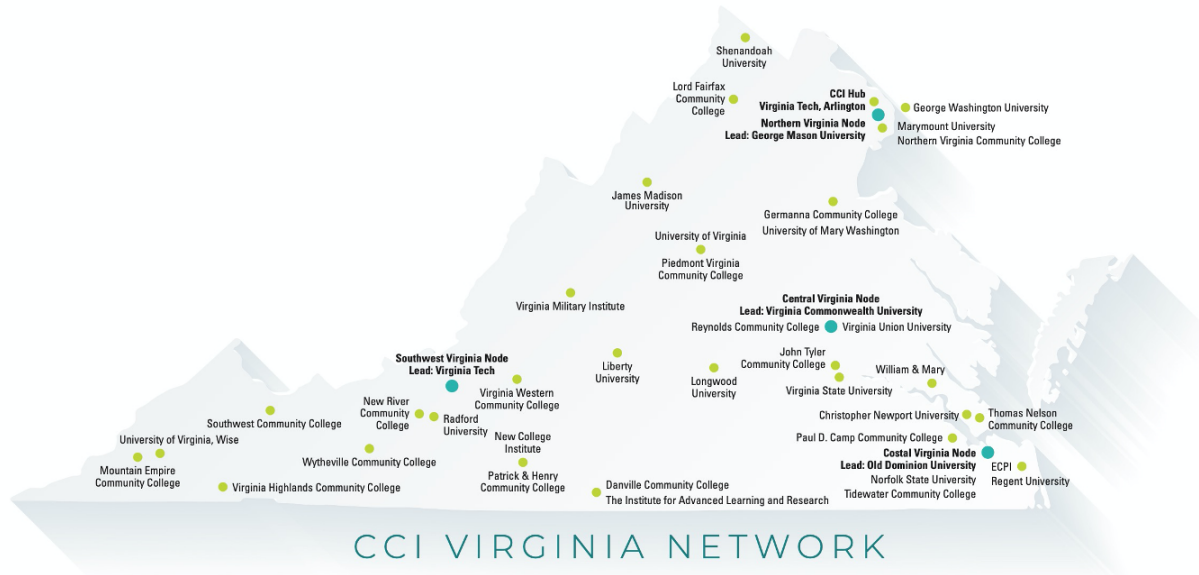 Shenandoah
University
Lord Fairfax
Community
College
CCI Hub
Virginia Tech, Arlington
Northern Virginia Node
Lead: George Mason University
George Washington University
Marymount University
Northern Virginia Community College
James Madison
University
Germanna Community College
University of Mary Washington
University of Virginia
Piedmont Virginia
Community College
Virginia Military Institute
Central Virginia Node
Lead: Virginia Commonwealth University
Reynolds Community College
Virginia Union University
John Tyler
Community College
Virginia State University
William & Mary
Liberty
University
Longwood
University
Southwest Virginia Node
Lead: Virginia Tech
Virginia Western
Community College
New River
Community
College
Radford
University
Southwest Community College
University of Virginia, Wise
Mountain Empire
Community College
Wytheville Community College
Virginia Highlands Community College
New College
Institute
Patrick & Henry
Community College
Danville Community College
The Institute for Advanced Learning and Research
Christopher Newport University
Thomas Nelson
Community College
Paul D. Camp Community College
Costal Virginia Node
Lead: Old Dominion University
Norfolk State University
Tidewater Community College
ECPI
Regent University
CCI VIRGINIA NETWORK